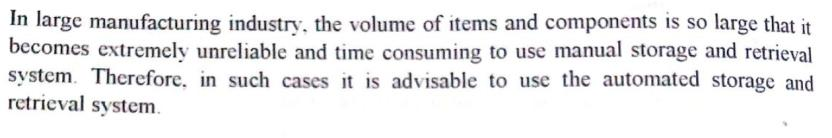 In large manufacturing industry, the volume of items and components is so large that it
becomes extremely unreliable and time consuming to use manual storage and retrieval
system. Therefore, in such cases it is advisable to use the automated storage and
retrieval system.